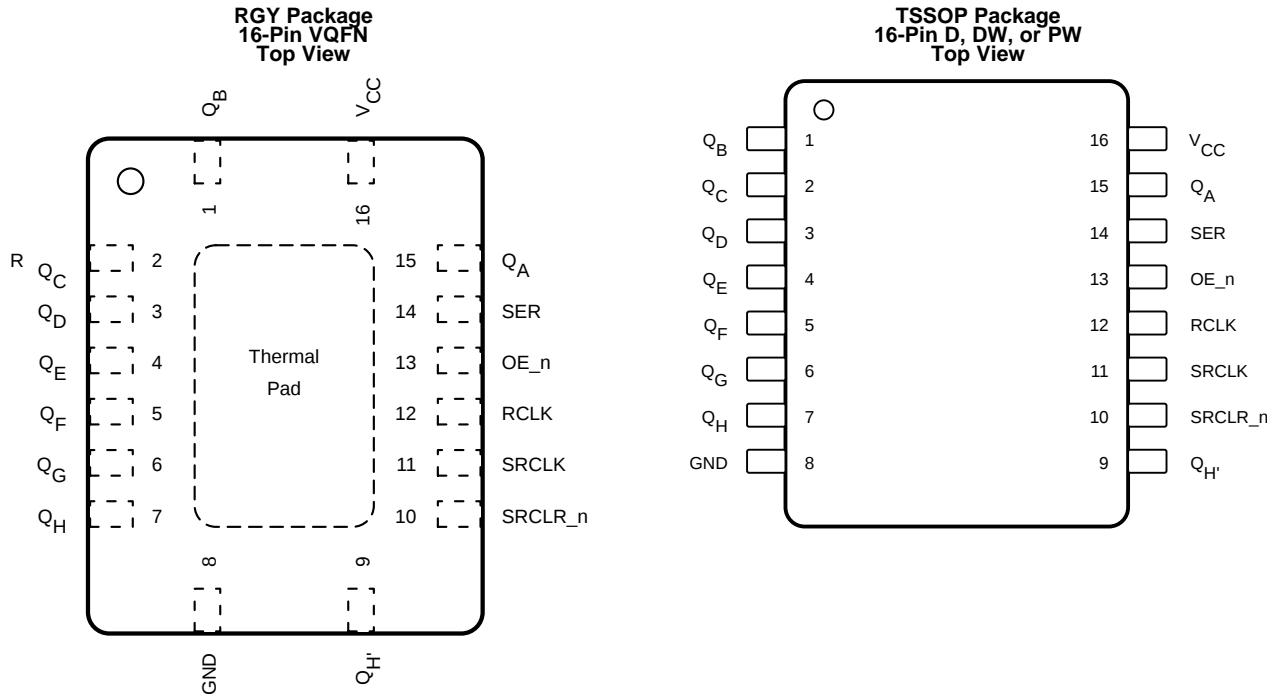 RGY Package
16-Pin VQFN
Top View
QB
VCC
1
16
R QC 2
15 QA
QD 3
14 SER
QE 4
13 OE_n
QF 5
12 RCLK
QG 6
11 SRCLK
QH 7
10 SRCLR_n
Thermal
Pad
8
9
GND
QH'
TSSOP Package
16-Pin D, DW, or PW
Top View
QB 1
16 VCC
QC 2
15 QA
QD 3
14 SER
QE 4
13 OE_n
QF 5
12 RCLK
QG 6
11 SRCLK
QH 7
10 SRCLR_n
GND 8
9 QH'